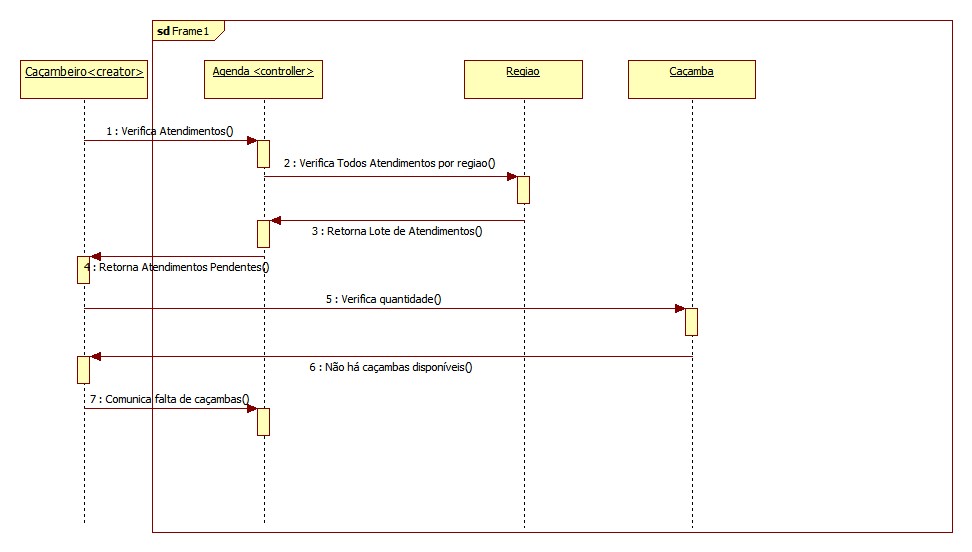 sd Frame1
Caçambeiro<creator>
Agenda <controller>
Regiao
Caçamba
1 : Verifica Atendimentos()
2 : Verifica Todos Atendimentos por regiao()
3 : Retorna Lote de Atendimentos()
4 : Retorna Atendimentos Pendentes()
5 : Verifica quantidade()
6 : Não há caçambas disponíveis()
7 : Comunica falta de caçambas()